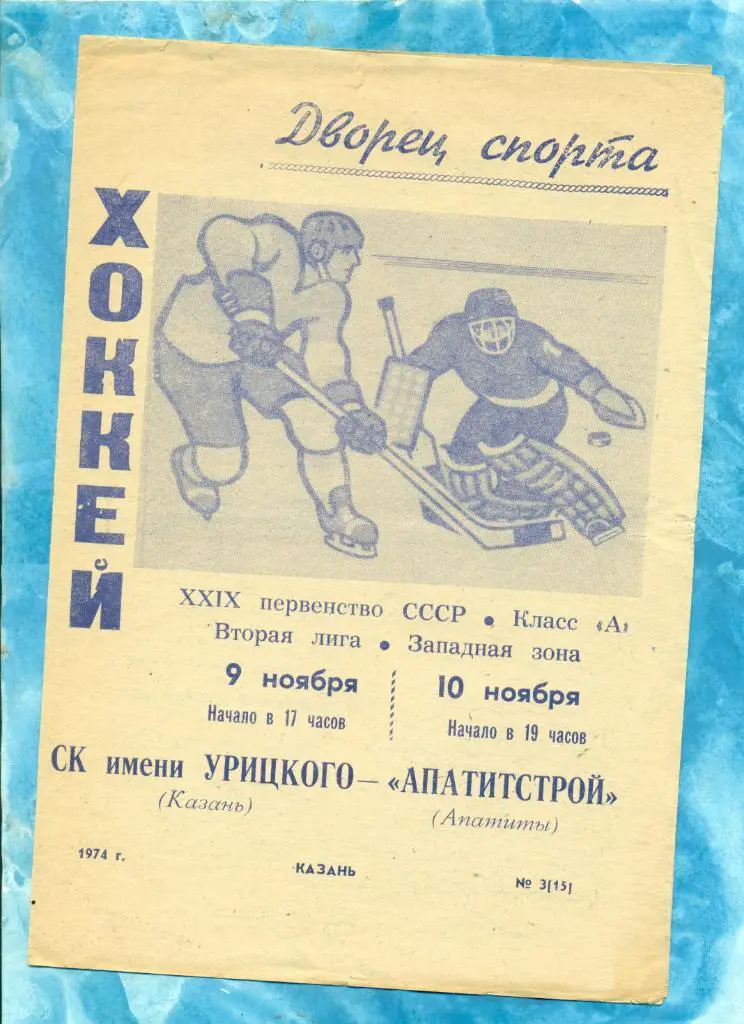 Дворец спорта
ХОККЕЙ
XXIX первенство СССР • Класс «А»
Вторая лига • Западная зона
9 ноября
Начало в 17 часов
10 ноября
Начало в 19 часов
СК имени УРИЦКОГО — «АПАТИТСТРОЙ»
(Казань)
(Апатиты)
1974 г.
КАЗАНЬ
№ 3[15]